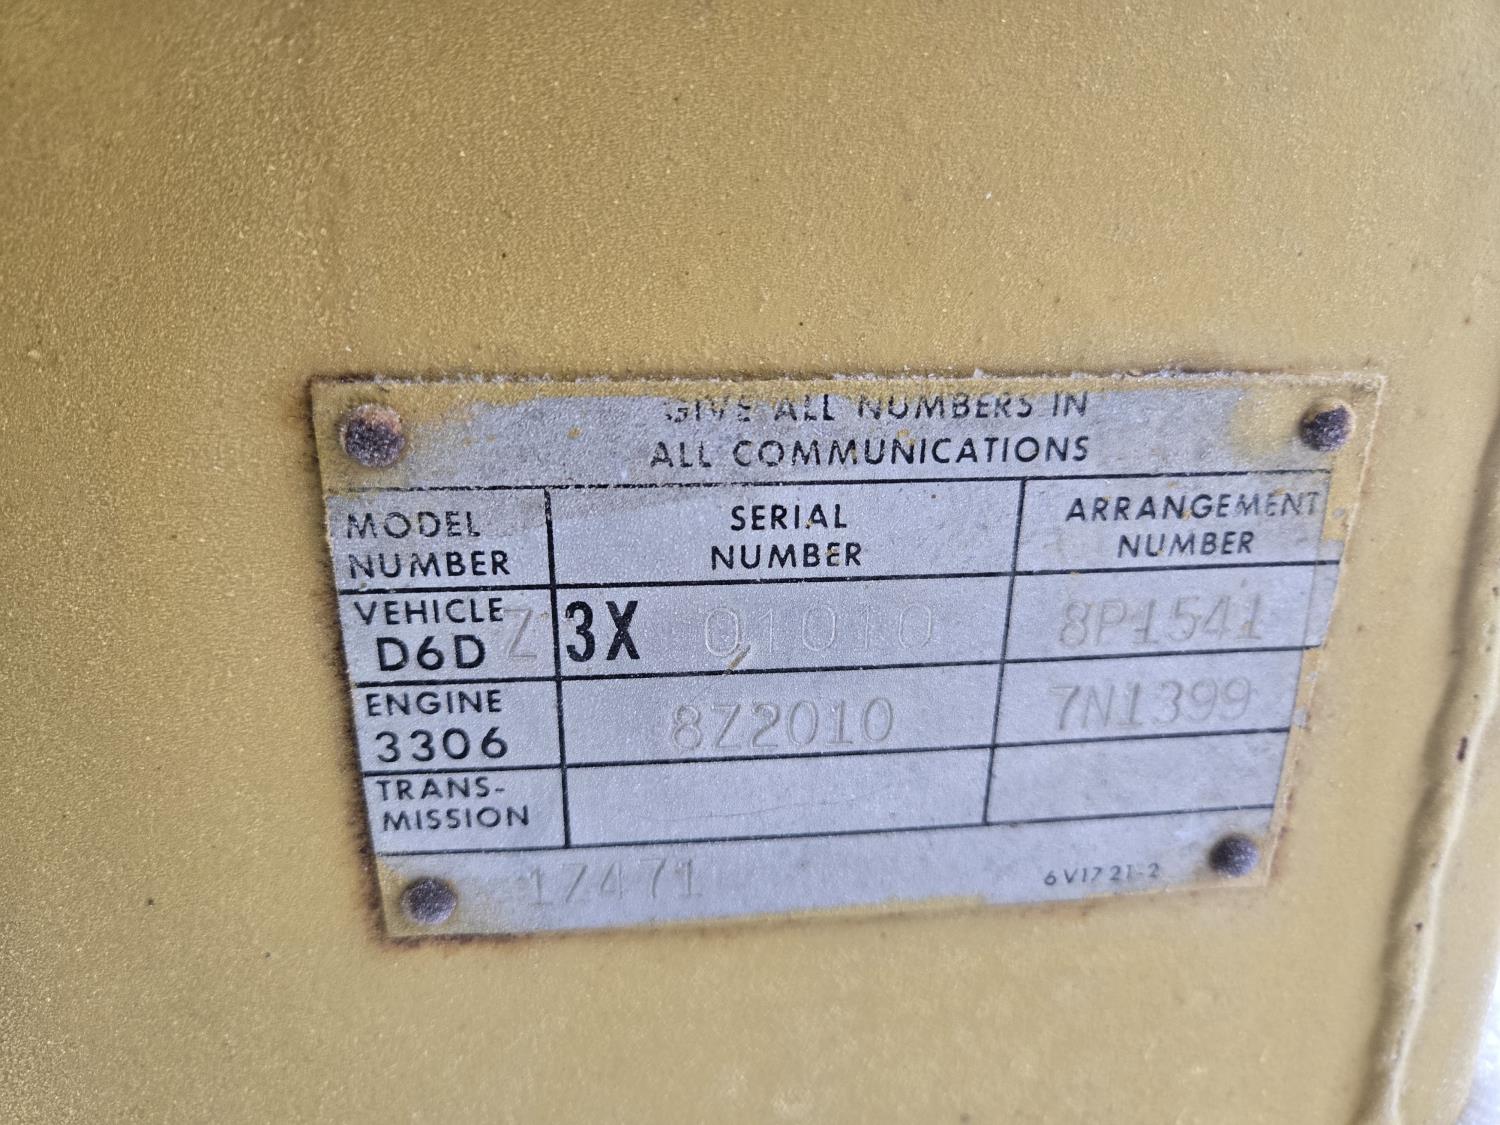 GIVE ALL NUMBERS IN
ALL COMMUNICATIONS
MODEL
NUMBER
SERIAL
NUMBER
ARRANGEMENT
NUMBER
VEHICLE
D6D Z
3X 01010
8P1541
ENGINE
3306
8Z2010
7N1399
TRANS-
MISSION
1Z471
6V1721-2